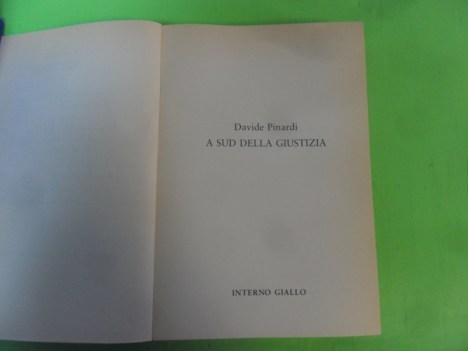 Davide Pinardi
A SUD DELLA GIUSTIZIA
INTERNO GIALLO